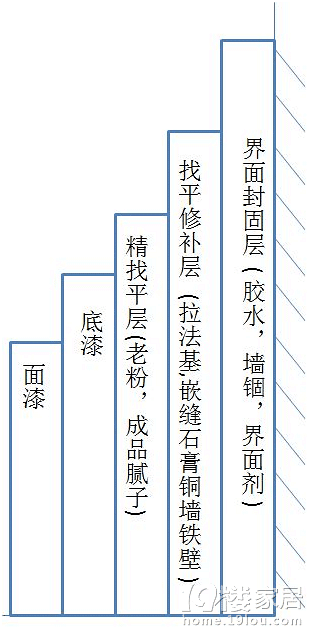 面漆
底漆
精找平层(老粉，成品腻子)
找平修补层 (拉法基,嵌缝石膏铜墙铁壁)
界面封固层 (胶水，墙锢，界面剂)
19楼家居
home.19lou.com